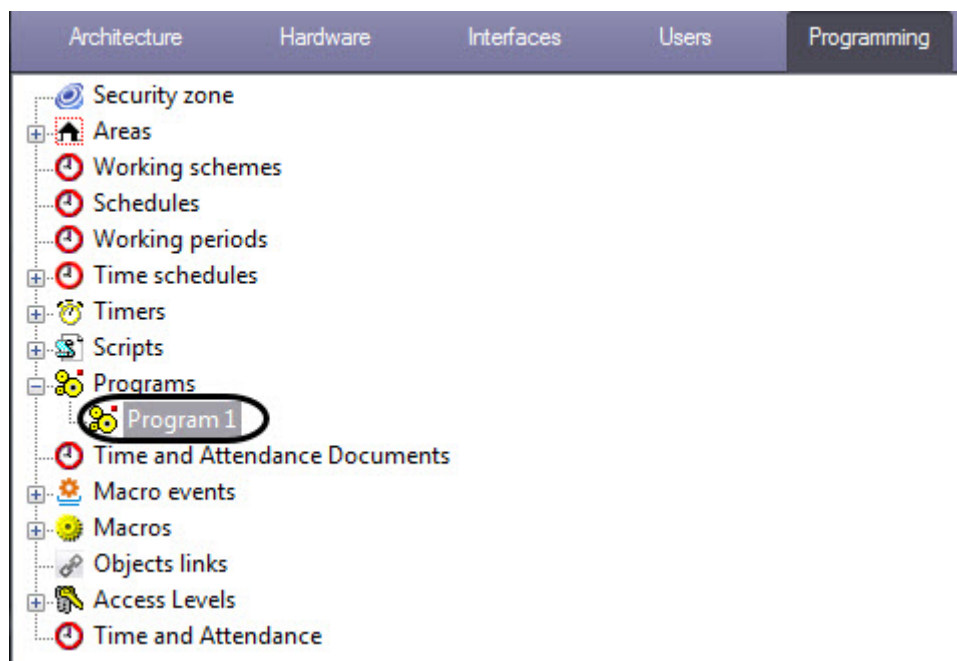 Architecture Hardware Interfaces Users Programming
Security zone
Areas
Working schemes
Schedules
Working periods
Time schedules
Timers
Scripts
Programs
Program 1
Time and Attendance Documents
Macro events
Macros
Objects links
Access Levels
Time and Attendance